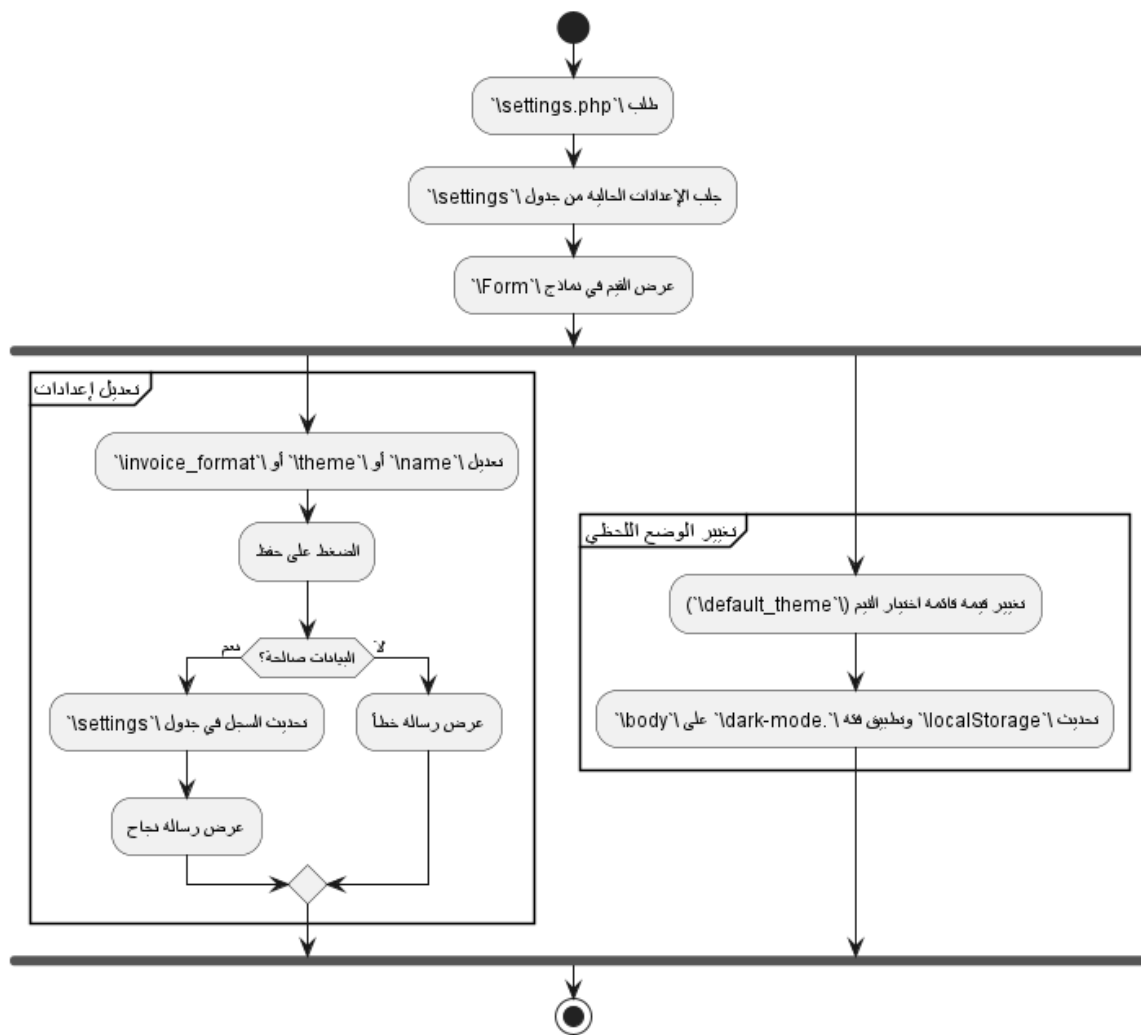 طلب \`settings.php\`
جلب الإعدادات الحالية من جدول \`settings\`
عرض القيم في نماذج \`Form\`
تعديل إعدادات
تعديل \`name\` أو \`theme\` أو \`invoice_format\`
الضغط على حفظ
البيانات صالحة؟
نعم
لا
تحديث السجل في جدول \`settings\`
عرض رسالة خطأ
عرض رسالة نجاح
تغيير الوضع اللحظي
تغيير قيمة قائمة اختيار الثيم (\`default_theme\`)
تحديث \`localStorage\` وتطبيق فئة \`.dark-mode\` على \`body\`